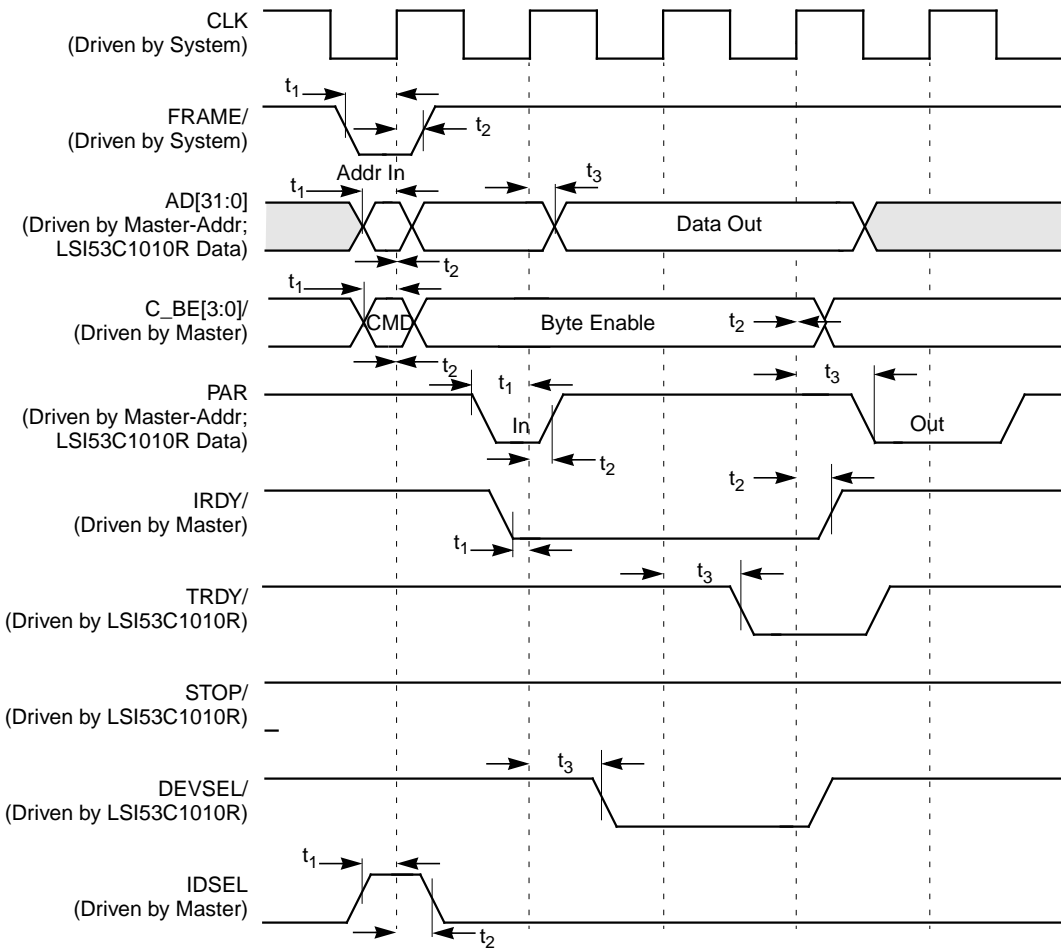 CLK
(Driven by System)
t1
FRAME/
(Driven by System)
t2
Addr In
t1
t3
AD[31:0]
(Driven by Master-Addr;
LSI53C1010R Data)
Data Out
t2
t1
C_BE[3:0]/
(Driven by Master)
CMD
Byte Enable
t2
t2
t3
PAR
(Driven by Master-Addr;
LSI53C1010R Data)
t1
In
Out
t2
t2
IRDY/
(Driven by Master)
t1
t3
TRDY/
(Driven by LSI53C1010R)
STOP/
(Driven by LSI53C1010R)
t3
DEVSEL/
(Driven by LSI53C1010R)
t1
IDSEL
(Driven by Master)
t2